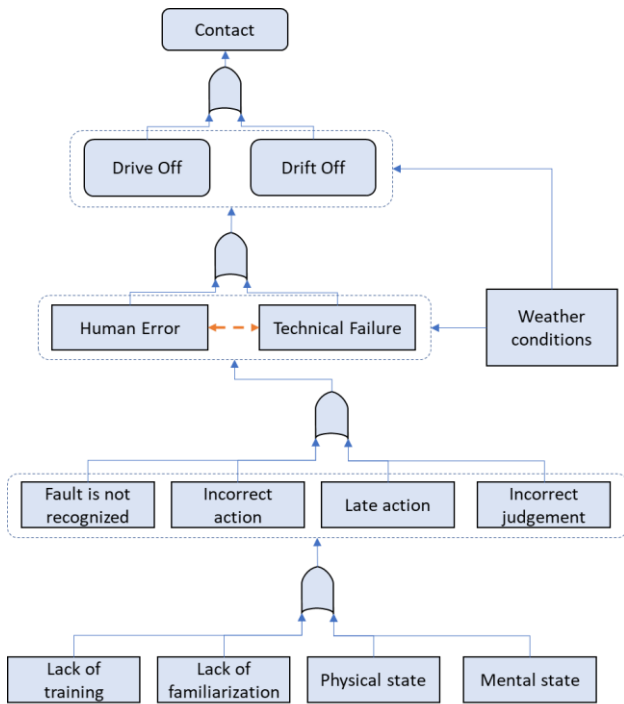 Contact
Drive Off
Drift Off
Human Error
Technical Failure
Weather
conditions
Fault is not
recognized
Incorrect
action
Late action
Incorrect
judgement
Lack of
training
Lack of
familiarization
Physical state
Mental state